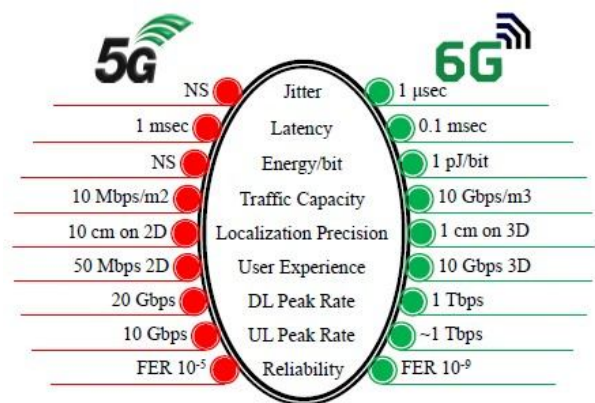 5G 6G
NS Jitter 1 μsec
1 msec Latency 0.1 msec
NS Energy/bit 1 pJ/bit
10 Mbps/m2 Traffic Capacity 10 Gbps/m3
10 cm on 2D Localization Precision 1 cm on 3D
50 Mbps 2D User Experience 10 Gbps 3D
20 Gbps DL Peak Rate 1 Tbps
10 Gbps UL Peak Rate ~1 Tbps
FER 10⁻⁵ Reliability FER 10⁻⁹